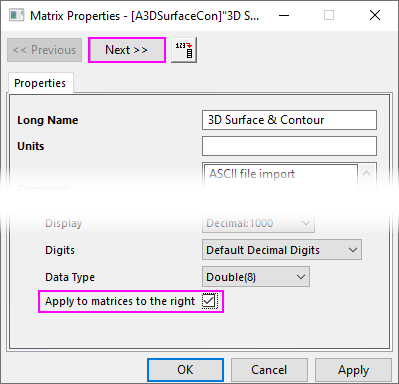 Matrix Properties - [A3DSurfaceCon]"3D S...
<< Previous
Next >>
123
Properties
Long Name
3D Surface & Contour
Units
ASCII file import
Display
Decimal:1000
Digits
Default Decimal Digits
Data Type
Double(8)
Apply to matrices to the right
OK
Cancel
Apply